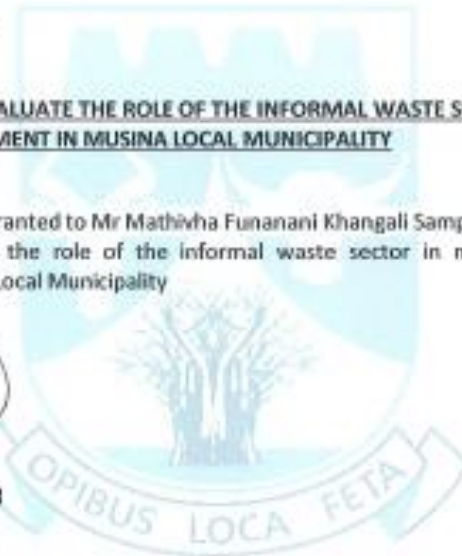 ALUATE THE ROLE OF THE INFORMAL WASTE S
MENT IN MUSINA LOCAL MUNICIPALITY
ranted to Mr Mathivha Funanani Khangali Samp
the role of the informal waste sector in m
ocal Municipality
OPIBUS LOCA FETA